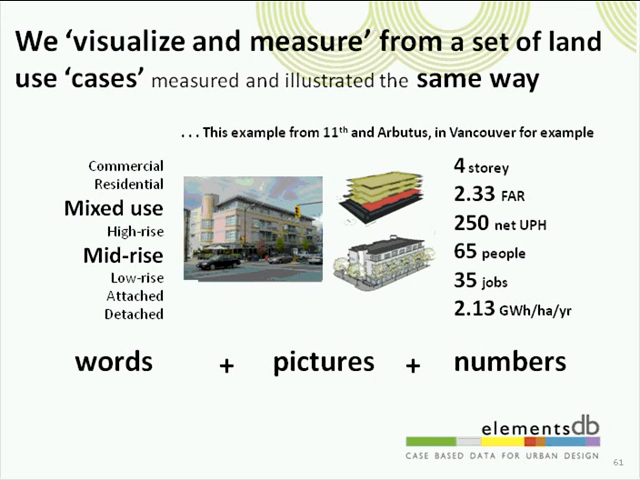 We ‘visualize and measure’ from a set of land
use ‘cases’ measured and illustrated the same way
. . . This example from 11th and Arbutus, in Vancouver for example
Commercial
Residential
Mixed use
High-rise
Mid-rise
Low-rise
Attached
Detached
4 storey
2.33 FAR
250 net UPH
65 people
35 jobs
2.13 GWh/ha/yr
words + pictures + numbers
elementsdb
CASE BASED DATA FOR URBAN DESIGN
61